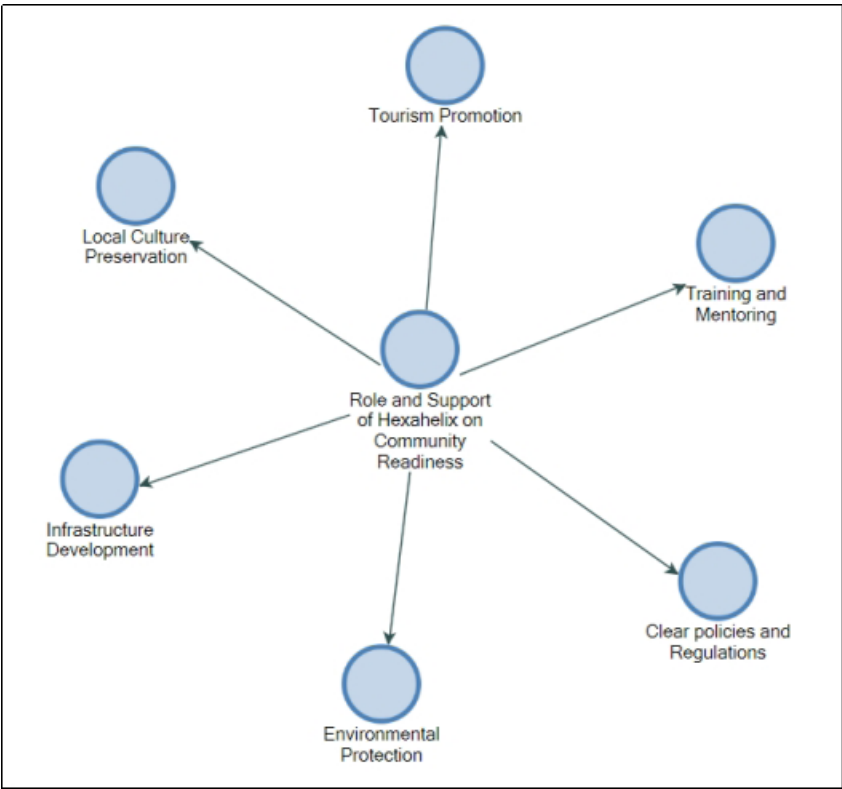 Tourism Promotion
Local Culture
Preservation
Training and
Mentoring
Role and Support
of Hexahelix on
Community
Readiness
Infrastructure
Development
Clear policies and
Regulations
Environmental
Protection